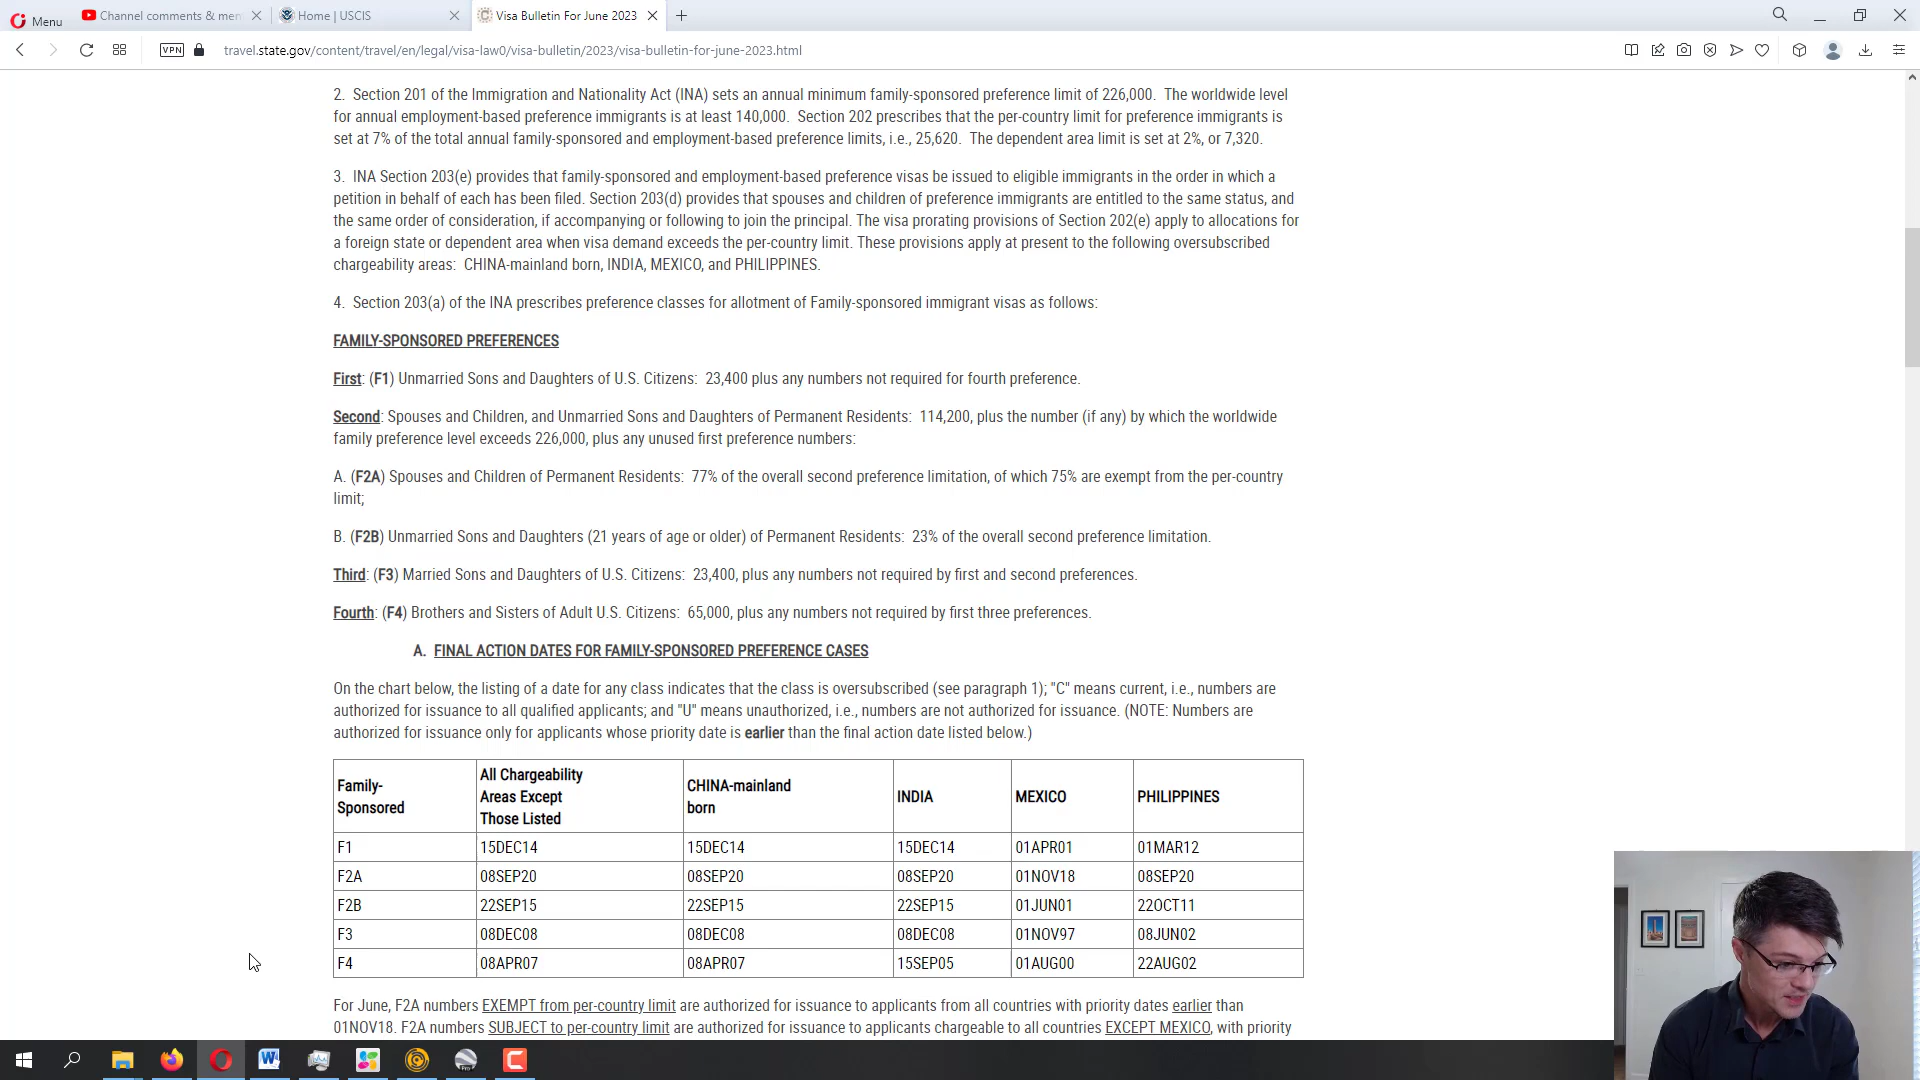 Menu
Channel comments & men
Home | USCIS
Visa Bulletin For June 2023
VPN
travel.state.gov/content/travel/en/legal/visa-law0/visa-bulletin/2023/visa-bulletin-for-june-2023.html
2. Section 201 of the Immigration and Nationality Act (INA) sets an annual minimum family-sponsored preference limit of 226,000. The worldwide level
for annual employment-based preference immigrants is at least 140,000. Section 202 prescribes that the per-country limit for preference immigrants is
set at 7% of the total annual family-sponsored and employment-based preference limits, i.e., 25,620. The dependent area limit is set at 2%, or 7,320.
3. INA Section 203(e) provides that family-sponsored and employment-based preference visas be issued to eligible immigrants in the order in which a
petition in behalf of each has been filed. Section 203(d) provides that spouses and children of preference immigrants are entitled to the same status, and
the same order of consideration, if accompanying or following to join the principal. The visa prorating provisions of Section 202(e) apply to allocations for
a foreign state or dependent area when visa demand exceeds the per-country limit. These provisions apply at present to the following oversubscribed
chargeability areas: CHINA-mainland born, INDIA, MEXICO, and PHILIPPINES.
4. Section 203(a) of the INA prescribes preference classes for allotment of Family-sponsored immigrant visas as follows:
FAMILY-SPONSORED PREFERENCES
First: (F1) Unmarried Sons and Daughters of U.S. Citizens: 23,400 plus any numbers not required for fourth preference.
Second: Spouses and Children, and Unmarried Sons and Daughters of Permanent Residents: 114,200, plus the number (if any) by which the worldwide
family preference level exceeds 226,000, plus any unused first preference numbers:
A. (F2A) Spouses and Children of Permanent Residents: 77% of the overall second preference limitation, of which 75% are exempt from the per-country
limit;
B. (F2B) Unmarried Sons and Daughters (21 years of age or older) of Permanent Residents: 23% of the overall second preference limitation.
Third: (F3) Married Sons and Daughters of U.S. Citizens: 23,400, plus any numbers not required by first and second preferences.
Fourth: (F4) Brothers and Sisters of Adult U.S. Citizens: 65,000, plus any numbers not required by first three preferences.
A. FINAL ACTION DATES FOR FAMILY-SPONSORED PREFERENCE CASES
On the chart below, the listing of a date for any class indicates that the class is oversubscribed (see paragraph 1); "C" means current, i.e., numbers are
authorized for issuance to all qualified applicants; and "U" means unauthorized, i.e., numbers are not authorized for issuance. (NOTE: Numbers are
authorized for issuance only for applicants whose priority date is earlier than the final action date listed below.)
Family-
Sponsored
All Chargeability
Areas Except
Those Listed
CHINA-mainland
born
INDIA
MEXICO
PHILIPPINES
F1 15DEC14 15DEC14 15DEC14 01APR01 01MAR12
F2A 08SEP20 08SEP20 08SEP20 01NOV18 08SEP20
F2B 22SEP15 22SEP15 22SEP15 01JUN01 22OCT11
F3 08DEC08 08DEC08 08DEC08 01NOV97 08JUN02
F4 08APR07 08APR07 15SEP05 01AUG00 22AUG02
For June, F2A numbers EXEMPT from per-country limit are authorized for issuance to applicants from all countries with priority dates earlier than
01NOV18. F2A numbers SUBJECT to per-country limit are authorized for issuance to applicants chargeable to all countries EXCEPT MEXICO, with priority